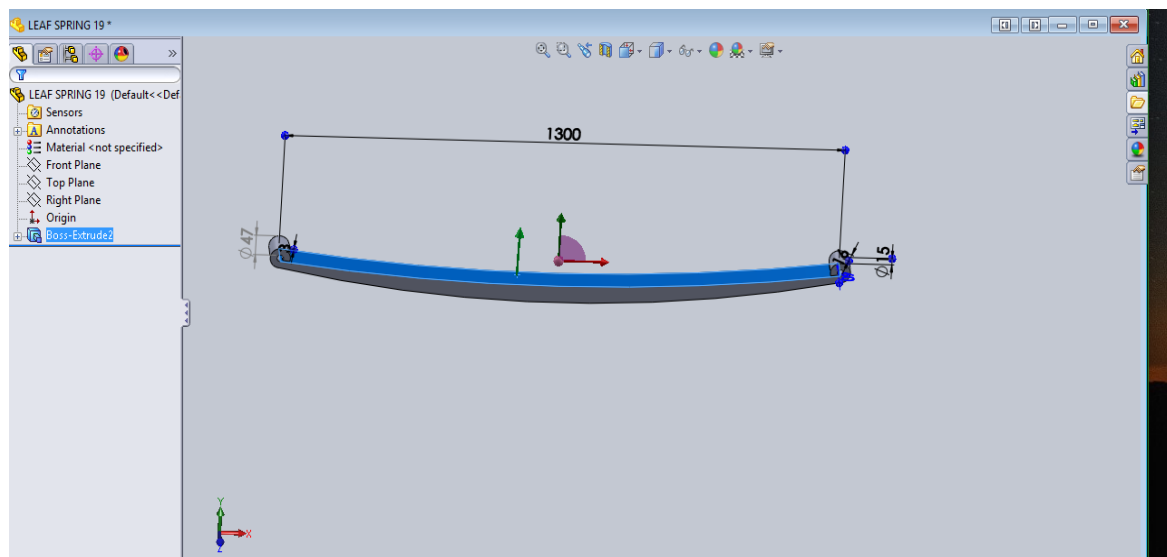 LEAF SPRING 19 *
LEAF SPRING 19 (Default<<Def
Sensors
A Annotations
Material <not specified>
Front Plane
Top Plane
Right Plane
Origin
Boss-Extrude2
1300
Ø47
Ø15
Y
X
Z